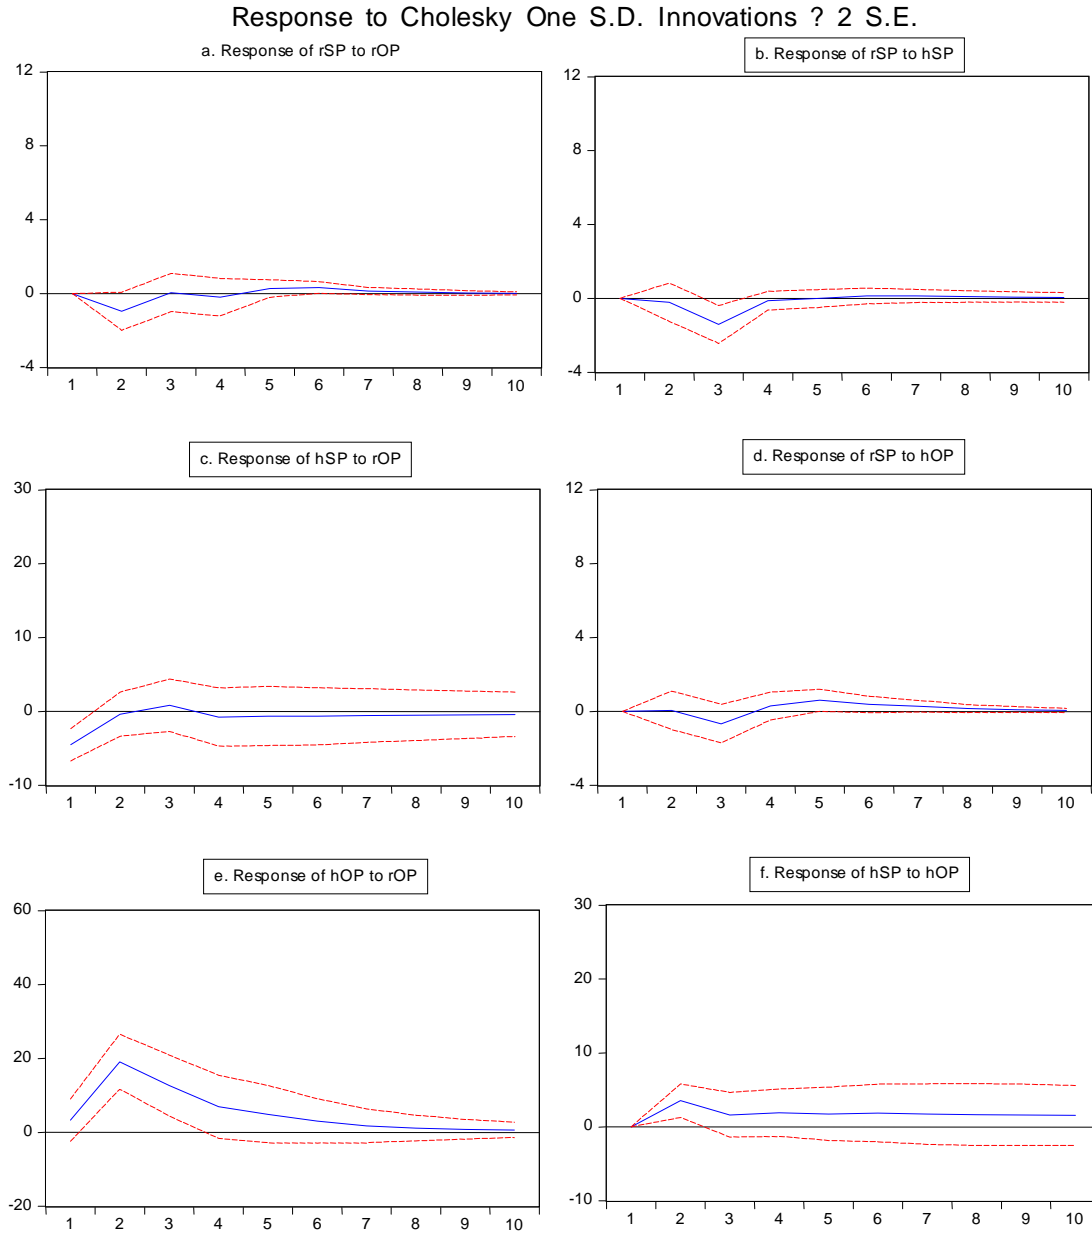 Response to Cholesky One S.D. Innovations ? 2 S.E.
a. Response of rSP to rOP
12
8
4
0
-4
1 2 3 4 5 6 7 8 9 10
b. Response of rSP to hSP
12
8
4
0
-4
1 2 3 4 5 6 7 8 9 10
c. Response of hSP to rOP
30
20
10
0
-10
1 2 3 4 5 6 7 8 9 10
d. Response of rSP to hOP
12
8
4
0
-4
1 2 3 4 5 6 7 8 9 10
e. Response of hOP to rOP
60
40
20
0
-20
1 2 3 4 5 6 7 8 9 10
f. Response of hSP to hOP
30
20
10
0
-10
1 2 3 4 5 6 7 8 9 10